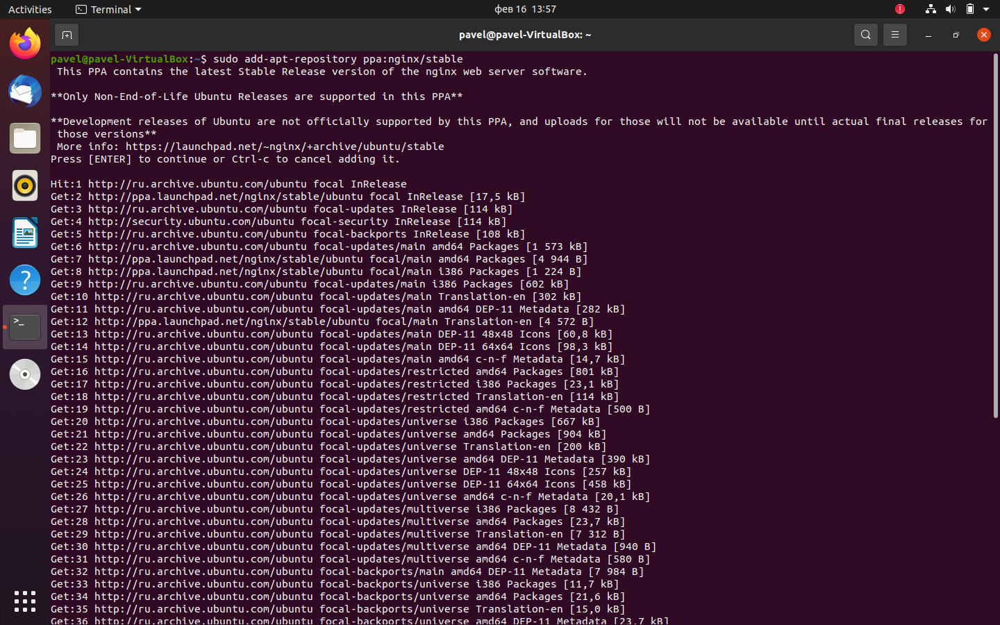 Activities
Terminal
фев 16 13:57
pavel@pavel-VirtualBox: ~
pavel@pavel-VirtualBox:~$ sudo add-apt-repository ppa:nginx/stable
This PPA contains the latest Stable Release version of the nginx web server software.
**Only Non-End-of-Life Ubuntu Releases are supported in this PPA**
**Development releases of Ubuntu are not officially supported by this PPA, and uploads for those will not be available until actual final releases for
those versions**
More info: https://launchpad.net/~nginx/+archive/ubuntu/stable
Press [ENTER] to continue or Ctrl-c to cancel adding it.
Hit:1 http://ru.archive.ubuntu.com/ubuntu focal InRelease
Get:2 http://ppa.launchpad.net/nginx/stable/ubuntu focal InRelease [17,5 kB]
Get:3 http://ru.archive.ubuntu.com/ubuntu focal-updates InRelease [114 kB]
Get:4 http://security.ubuntu.com/ubuntu focal-security InRelease [114 kB]
Get:5 http://ru.archive.ubuntu.com/ubuntu focal-backports InRelease [108 kB]
Get:6 http://ru.archive.ubuntu.com/ubuntu focal-updates/main amd64 Packages [1 573 kB]
Get:7 http://ppa.launchpad.net/nginx/stable/ubuntu focal/main amd64 Packages [4 944 B]
Get:8 http://ppa.launchpad.net/nginx/stable/ubuntu focal/main i386 Packages [1 224 B]
Get:9 http://ru.archive.ubuntu.com/ubuntu focal-updates/main i386 Packages [602 kB]
Get:10 http://ru.archive.ubuntu.com/ubuntu focal-updates/main Translation-en [302 kB]
Get:11 http://ru.archive.ubuntu.com/ubuntu focal-updates/main amd64 DEP-11 Metadata [282 kB]
Get:12 http://ppa.launchpad.net/nginx/stable/ubuntu focal/main Translation-en [4 572 B]
Get:13 http://ru.archive.ubuntu.com/ubuntu focal-updates/main DEP-11 48x48 Icons [60,8 kB]
Get:14 http://ru.archive.ubuntu.com/ubuntu focal-updates/main DEP-11 64x64 Icons [98,3 kB]
Get:15 http://ru.archive.ubuntu.com/ubuntu focal-updates/main amd64 c-n-f Metadata [14,7 kB]
Get:16 http://ru.archive.ubuntu.com/ubuntu focal-updates/restricted amd64 Packages [801 kB]
Get:17 http://ru.archive.ubuntu.com/ubuntu focal-updates/restricted i386 Packages [23,1 kB]
Get:18 http://ru.archive.ubuntu.com/ubuntu focal-updates/restricted Translation-en [114 kB]
Get:19 http://ru.archive.ubuntu.com/ubuntu focal-updates/restricted amd64 c-n-f Metadata [500 B]
Get:20 http://ru.archive.ubuntu.com/ubuntu focal-updates/universe i386 Packages [667 kB]
Get:21 http://ru.archive.ubuntu.com/ubuntu focal-updates/universe amd64 Packages [904 kB]
Get:22 http://ru.archive.ubuntu.com/ubuntu focal-updates/universe Translation-en [200 kB]
Get:23 http://ru.archive.ubuntu.com/ubuntu focal-updates/universe amd64 DEP-11 Metadata [390 kB]
Get:24 http://ru.archive.ubuntu.com/ubuntu focal-updates/universe DEP-11 48x48 Icons [257 kB]
Get:25 http://ru.archive.ubuntu.com/ubuntu focal-updates/universe DEP-11 64x64 Icons [458 kB]
Get:26 http://ru.archive.ubuntu.com/ubuntu focal-updates/universe amd64 c-n-f Metadata [20,1 kB]
Get:27 http://ru.archive.ubuntu.com/ubuntu focal-updates/multiverse i386 Packages [8 432 B]
Get:28 http://ru.archive.ubuntu.com/ubuntu focal-updates/multiverse amd64 Packages [23,7 kB]
Get:29 http://ru.archive.ubuntu.com/ubuntu focal-updates/multiverse Translation-en [7 312 B]
Get:30 http://ru.archive.ubuntu.com/ubuntu focal-updates/multiverse amd64 DEP-11 Metadata [940 B]
Get:31 http://ru.archive.ubuntu.com/ubuntu focal-updates/multiverse amd64 c-n-f Metadata [580 B]
Get:32 http://ru.archive.ubuntu.com/ubuntu focal-backports/main amd64 DEP-11 Metadata [7 984 B]
Get:33 http://ru.archive.ubuntu.com/ubuntu focal-backports/universe i386 Packages [11,7 kB]
Get:34 http://ru.archive.ubuntu.com/ubuntu focal-backports/universe amd64 Packages [21,6 kB]
Get:35 http://ru.archive.ubuntu.com/ubuntu focal-backports/universe Translation-en [15,0 kB]
Get:36 http://ru.archive.ubuntu.com/ubuntu focal-backports/universe amd64 DEP-11 Metadata [23,7 kB]